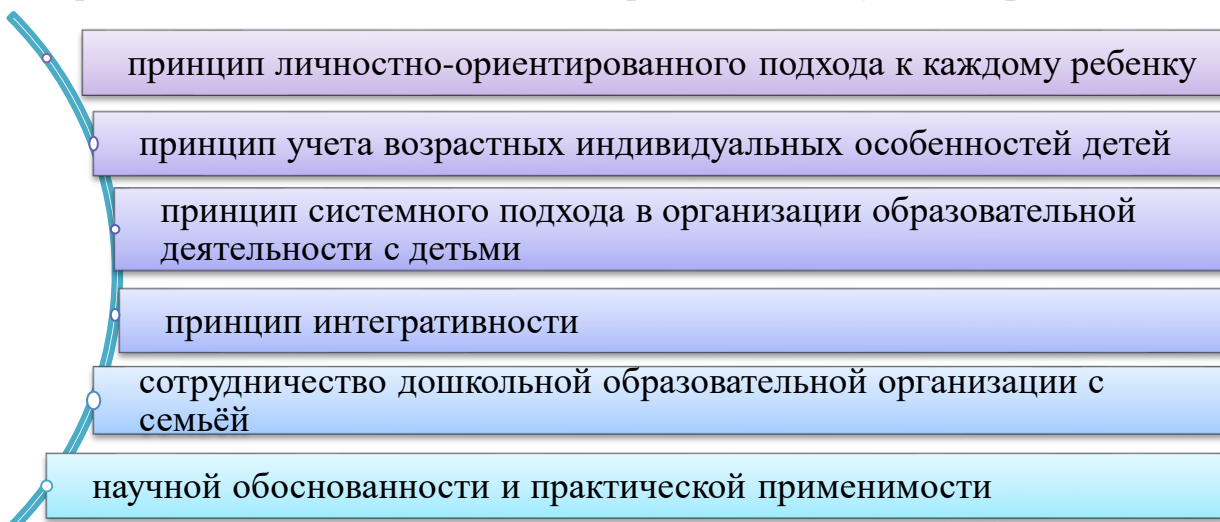 принцип личностно-ориентированного подхода к каждому ребенку
принцип учета возрастных индивидуальных особенностей детей
принцип системного подхода в организации образовательной
деятельности с детьми
принцип интегративности
сотрудничество дошкольной образовательной организации с
семьёй
научной обоснованности и практической применимости